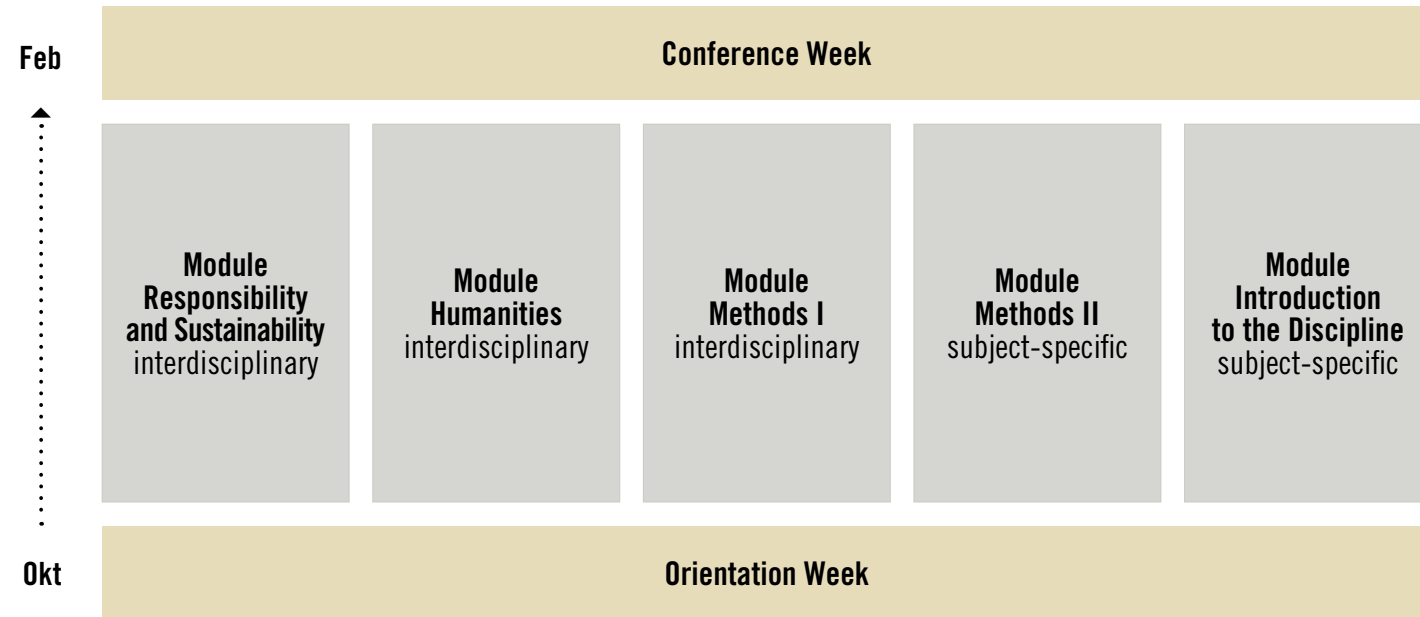 Feb
Conference Week
Module
Responsibility
and Sustainability
interdisciplinary
Module
Humanities
interdisciplinary
Module
Methods I
interdisciplinary
Module
Methods II
subject-specific
Module
Introduction
to the Discipline
subject-specific
Okt
Orientation Week